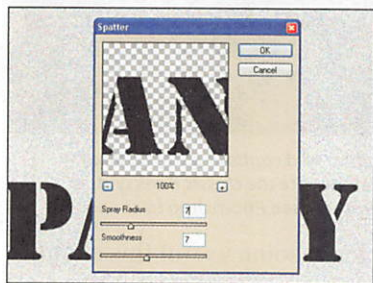 Spatter
OK
Cancel
AN
100%
Spray Radius 7
Smoothness 7
PA Y